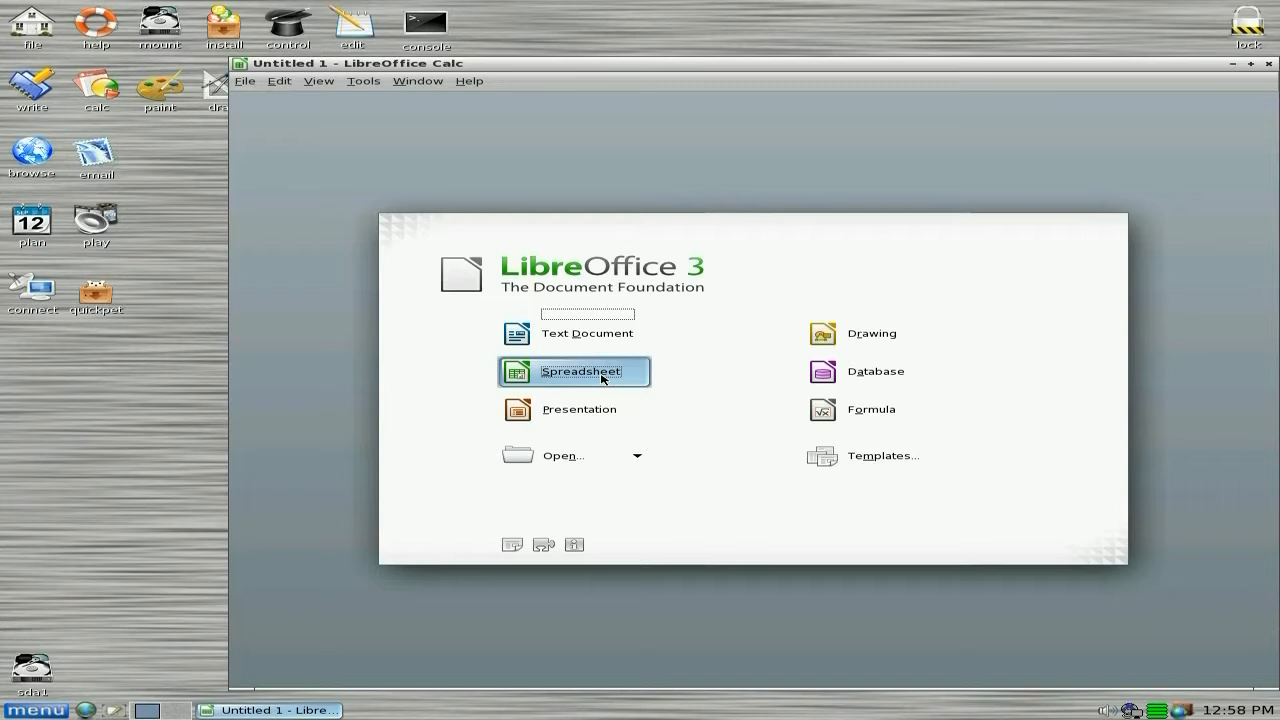 file help mount install control edit console lock
Untitled 1 - LibreOffice Calc
File Edit View Tools Window Help
write calc paint
browse email
SEP
12
plan play
connect quickpet
LibreOffice 3
The Document Foundation
Text Document Drawing
Spreadsheet Database
Presentation Formula
Open... Templates...
sda1
menu Untitled 1 - Libre... 12:58 PM